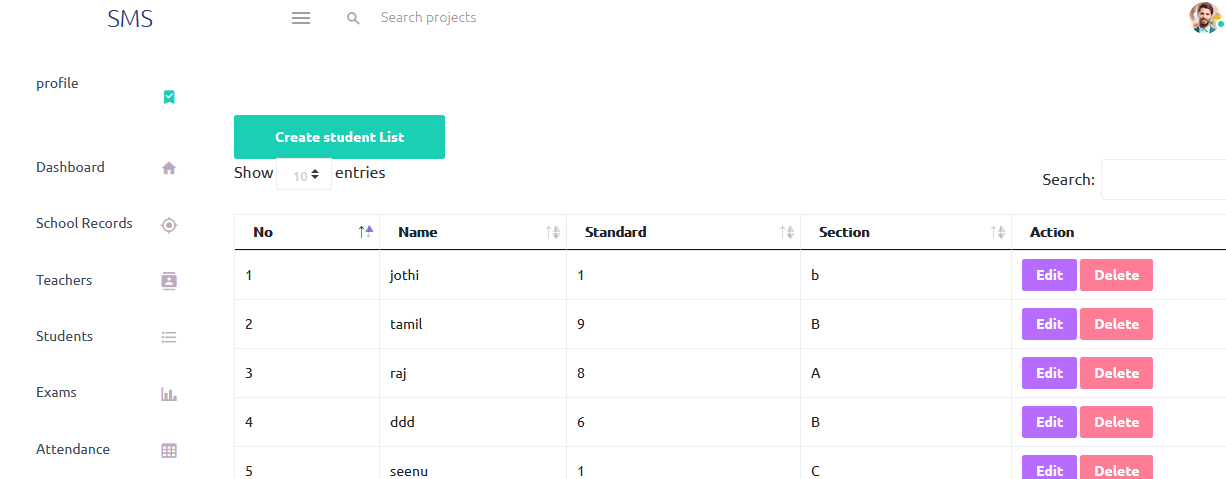 SMS
Search projects
profile
Create student List
Show 10 entries
Search:
Dashboard
School Records
Teachers
Students
Exams
Attendance
No Name Standard Section Action
1 jothi 1 b Edit Delete
2 tamil 9 B Edit Delete
3 raj 8 A Edit Delete
4 ddd 6 B Edit Delete
5 seenu 1 C Edit Delete